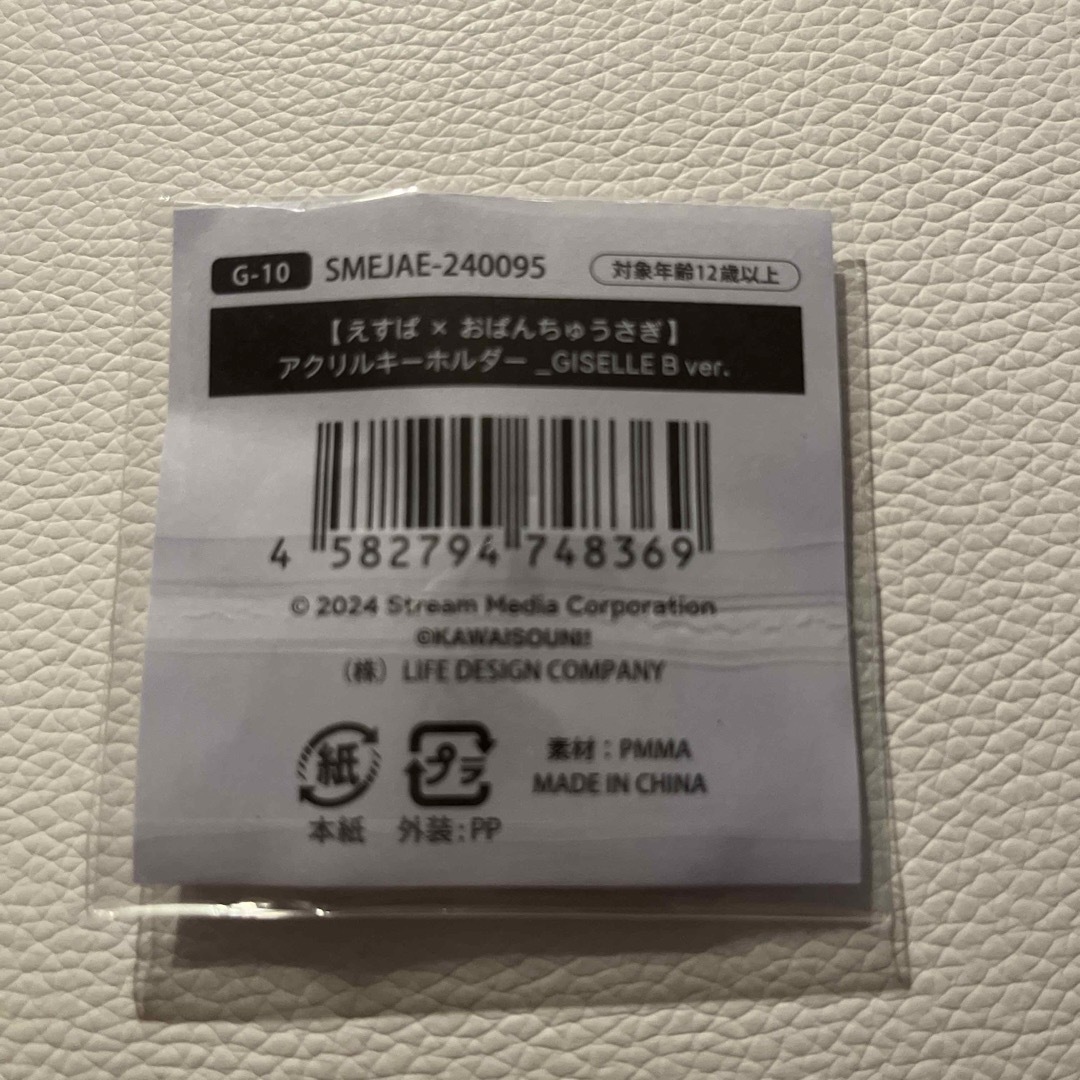 G-10 SMEJAE-240095 対象年齢12歳以上
【えすぱ × おぱんちゅうさぎ】
アクリルキーホルダー _GISELLE B ver.
4 582794 748369
© 2024 Stream Media Corporation
©KAWAISOUNI!
（株） LIFE DESIGN COMPANY
紙 プラ 素材：PMMA
MADE IN CHINA
本紙 外装：PP